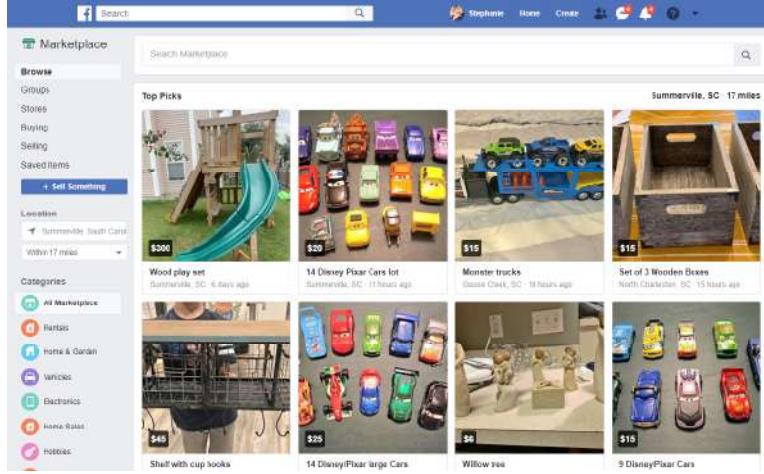 f
Search
Stephanie Home Create
Marketplace
Search Marketplace
Browse
Groups
Stores
Buying
Selling
Saved Items
+ Sell Something
Location
Summerville, South Carol
Within 17 miles
Categories
All Marketplace
Rentals
Home & Garden
Vehicles
Electronics
Home Sales
Hobbies
Top Picks
Summerville, SC · 17 miles
$300
Wood play set
Summerville, SC · 6 days ago
$20
14 Disney Pixar Cars lot
Summerville, SC · 11 hours ago
$15
Monster trucks
Goose Creek, SC · 18 hours ago
$15
Set of 3 Wooden Boxes
North Charleston, SC · 15 hours ago
$45
Shelf with cup hooks
$25
14 Disney/Pixar large Cars
$6
Willow tree
$15
9 Disney/Pixar Cars